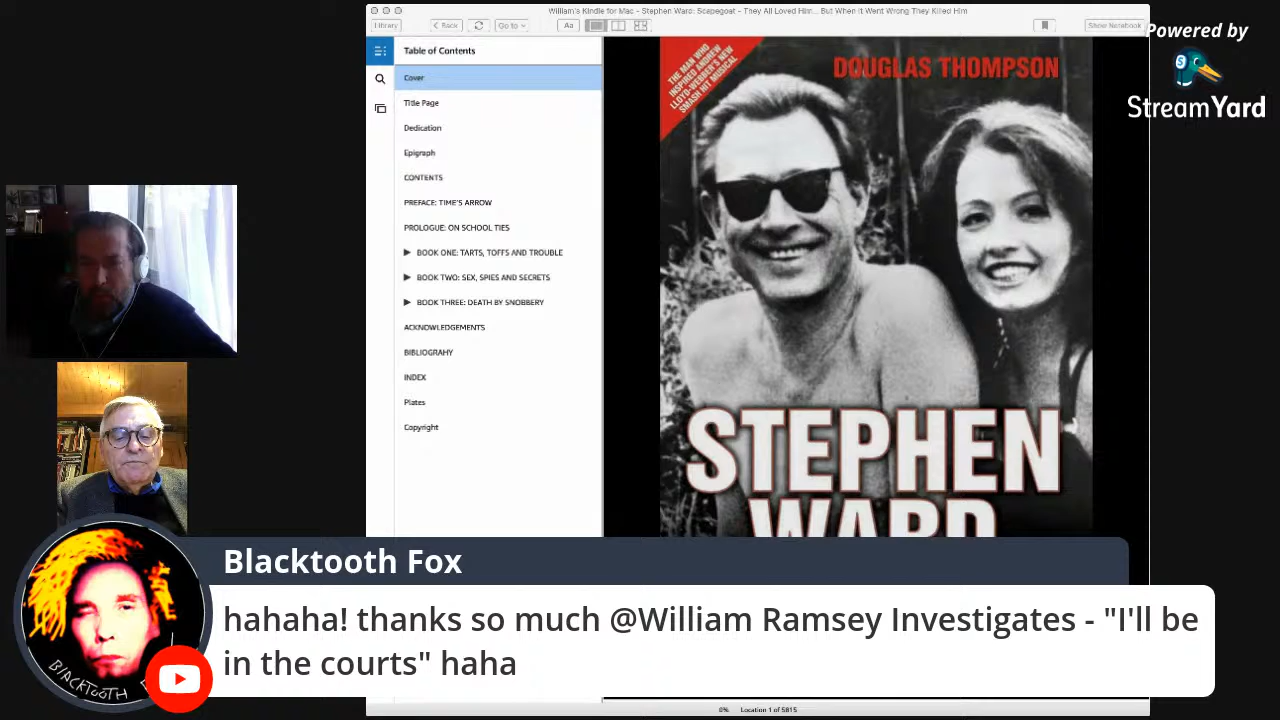 William's Kindle for Mac - Stephen Ward: Scapegoat - They All Loved Him... But When It Went Wrong They Killed Him
Library
Back
Go to
Aa
Show Notebook
Powered by
StreamYard
Table of Contents
Cover
Title Page
Dedication
Epigraph
CONTENTS
PREFACE: TIME'S ARROW
PROLOGUE: ON SCHOOL TIES
BOOK ONE: TARTS, TOFFS AND TROUBLE
BOOK TWO: SEX, SPIES AND SECRETS
BOOK THREE: DEATH BY SNOBBERY
ACKNOWLEDGEMENTS
BIBLIOGRAHY
INDEX
Plates
Copyright
THE MAN WHO
INSPIRED ANDREW
LLOYD-WEBBER'S NEW
SMASH HIT MUSICAL
DOUGLAS THOMPSON
STEPHEN
WARD
Blacktooth Fox
hahaha! thanks so much @William Ramsey Investigates - "I'll be
in the courts" haha
BLACKTOOTH
0% Location 1 of 5815